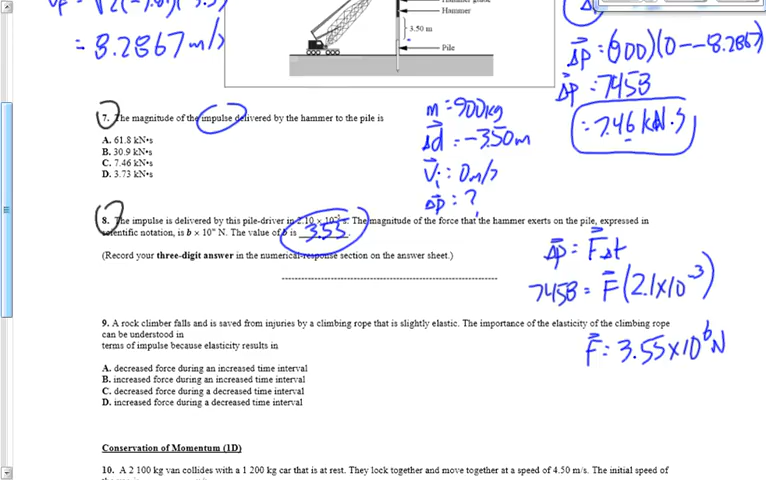 = 8.2867 m/s
Hammer
3.50 m
Pile
Δp = (900)(0 - -8.2867)
Δp = 7458
= 7.46 kN·s
m = 900kg
Δd = -3.50m
Vi = 0m/s
Δp = ?
7. The magnitude of the impulse delivered by the hammer to the pile is
A. 61.8 kN•s
B. 30.9 kN•s
C. 7.46 kN•s
D. 3.73 kN•s
8. The impulse is delivered by this pile-driver in 2.10 × 10⁻³ s. The magnitude of the force that the hammer exerts on the pile, expressed in
scientific notation, is b × 10ⁿ N. The value of b is 3.55
(Record your three-digit answer in the numerical-response section on the answer sheet.)
Δp = FΔt
7458 = F(2.1×10⁻³)
F = 3.55×10⁶N
9. A rock climber falls and is saved from injuries by a climbing rope that is slightly elastic. The importance of the elasticity of the climbing rope
can be understood in
terms of impulse because elasticity results in
A. decreased force during an increased time interval
B. increased force during an increased time interval
C. decreased force during a decreased time interval
D. increased force during a decreased time interval
Conservation of Momentum (1D)
10. A 2 100 kg van collides with a 1 200 kg car that is at rest. They lock together and move together at a speed of 4.50 m/s. The initial speed of